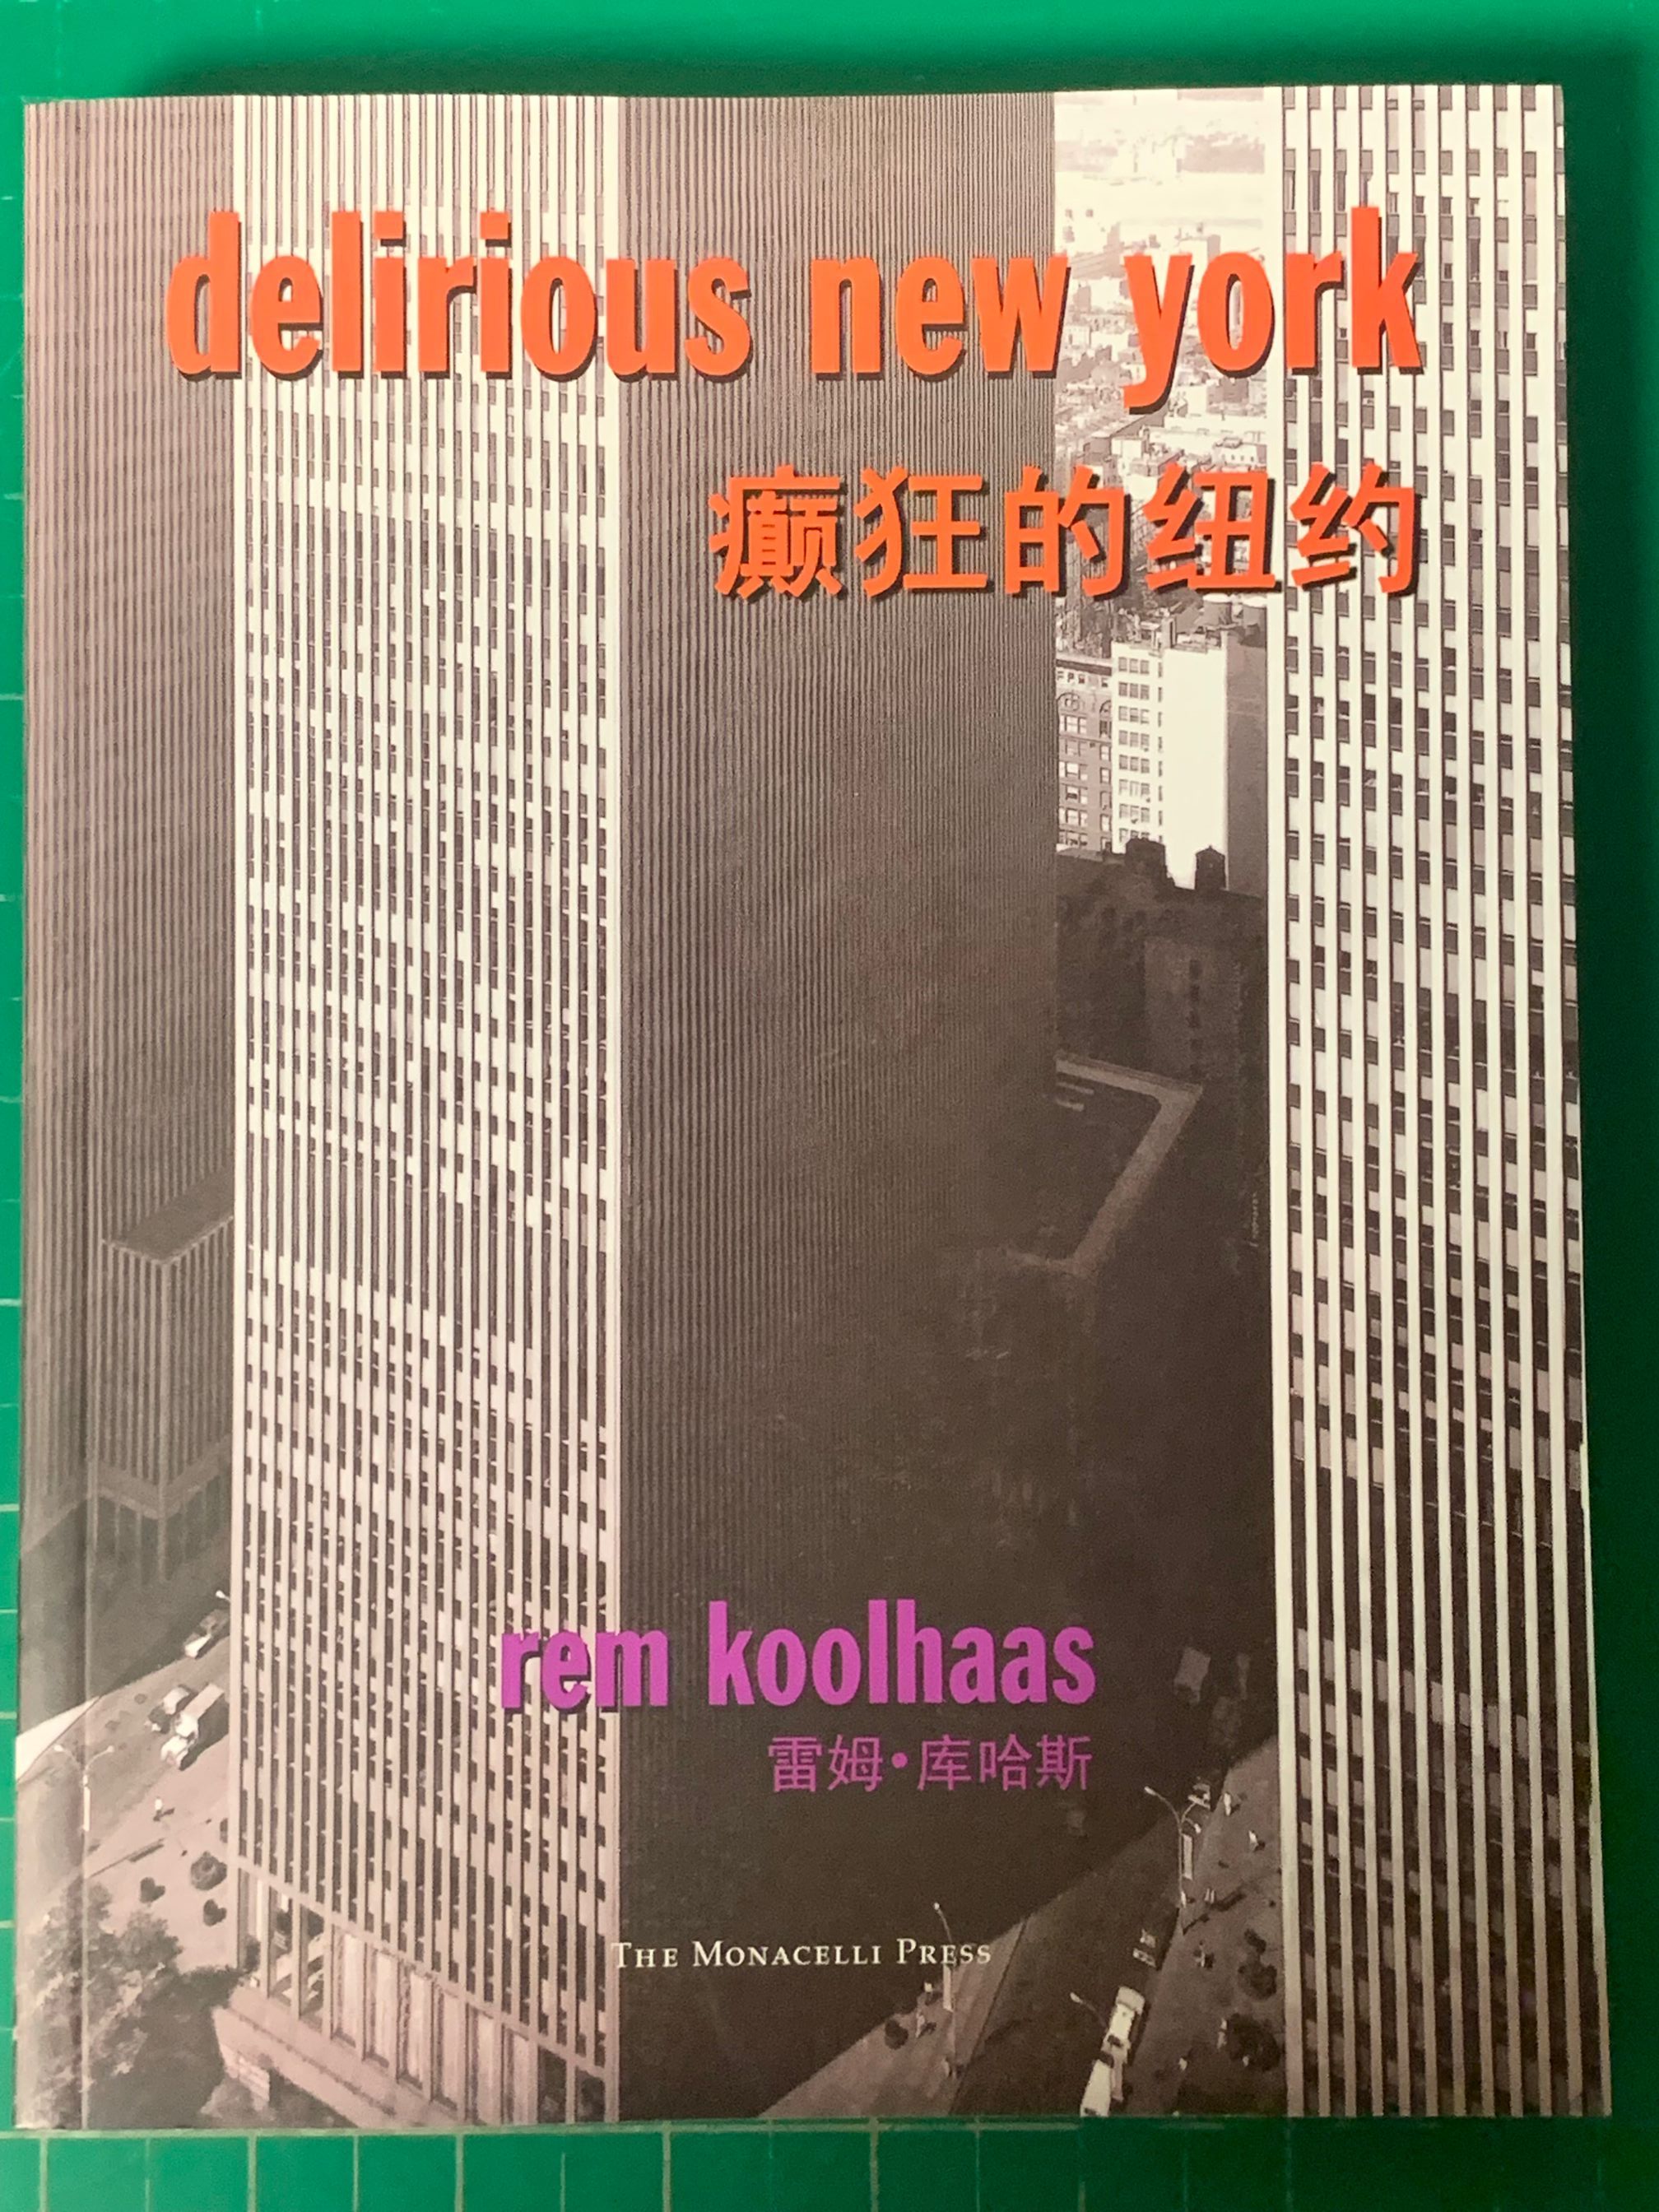 delirious new york
癫狂的纽约
rem koolhaas
雷姆·库哈斯
THE MONACELLI PRESS